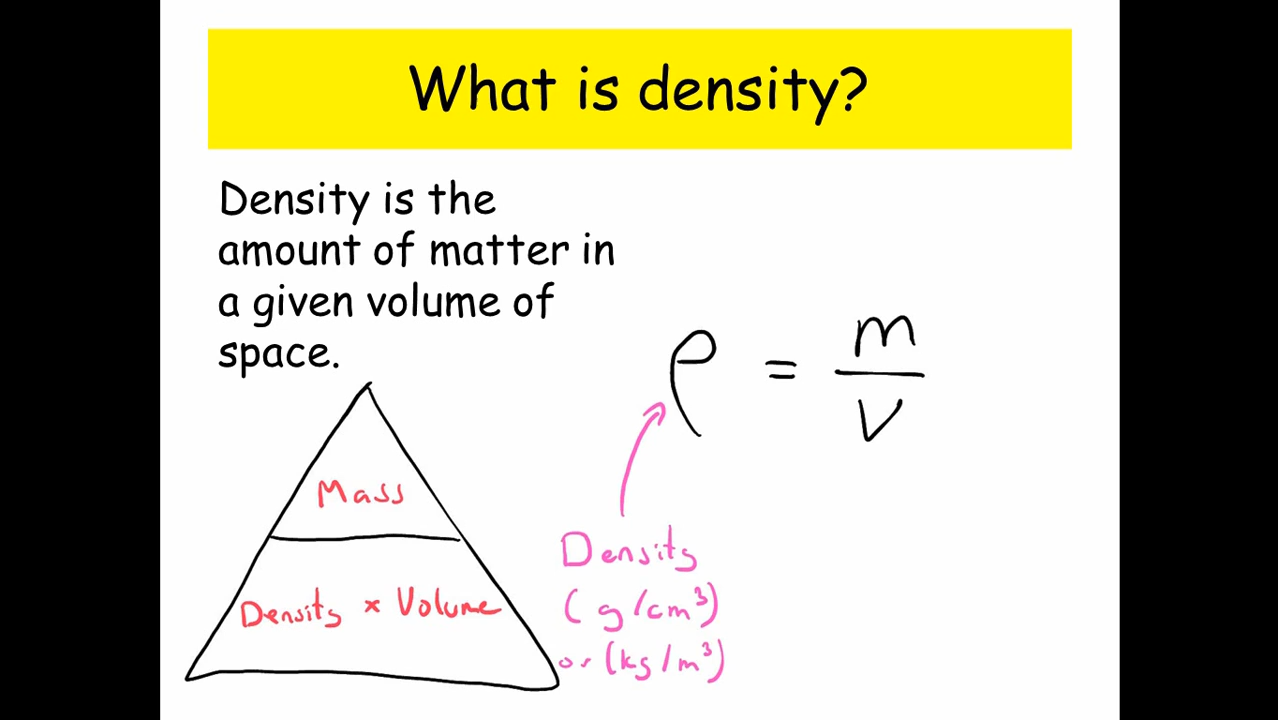 What is density?
Density is the
amount of matter in
a given volume of
space.
ρ = m/v
Mass
Density × Volume
Density
(g/cm³)
or (kg/m³)